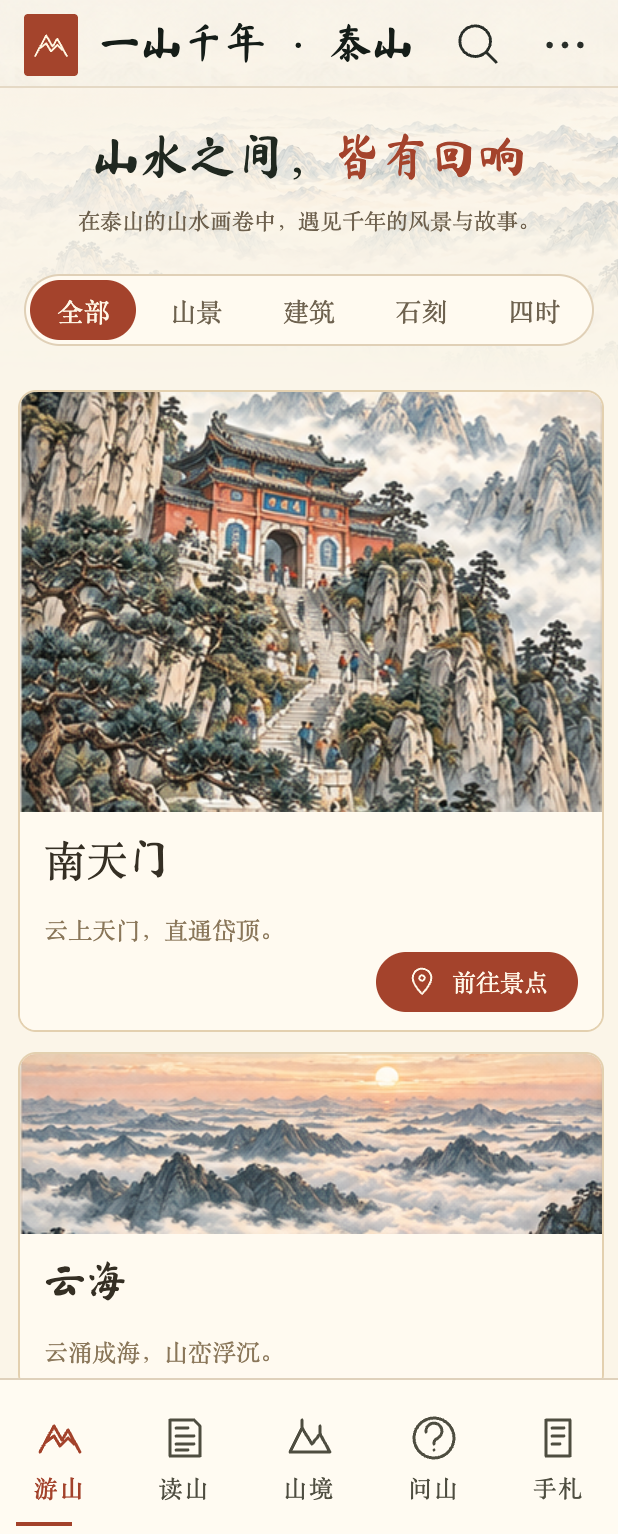 一山千年 · 泰山
山水之间，皆有回响
在泰山的山水画卷中，遇见千年的风景与故事。
全部 山景 建筑 石刻 四时
南天门
云上天门，直通岱顶。
前往景点
云海
云涌成海，山峦浮沉。
游山 读山 山境 问山 手札